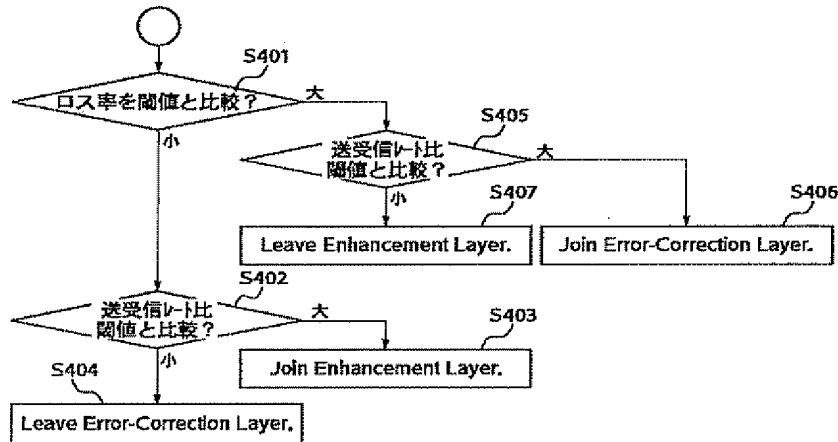 S401
ロス率を閾値と比較?
大
小
S405
送受信レート比
閾値と比較?
大
小
S407
Leave Enhancement Layer.
S406
Join Error-Correction Layer.
S402
送受信レート比
閾値と比較?
大
小
S403
Join Enhancement Layer.
S404
Leave Error-Correction Layer.